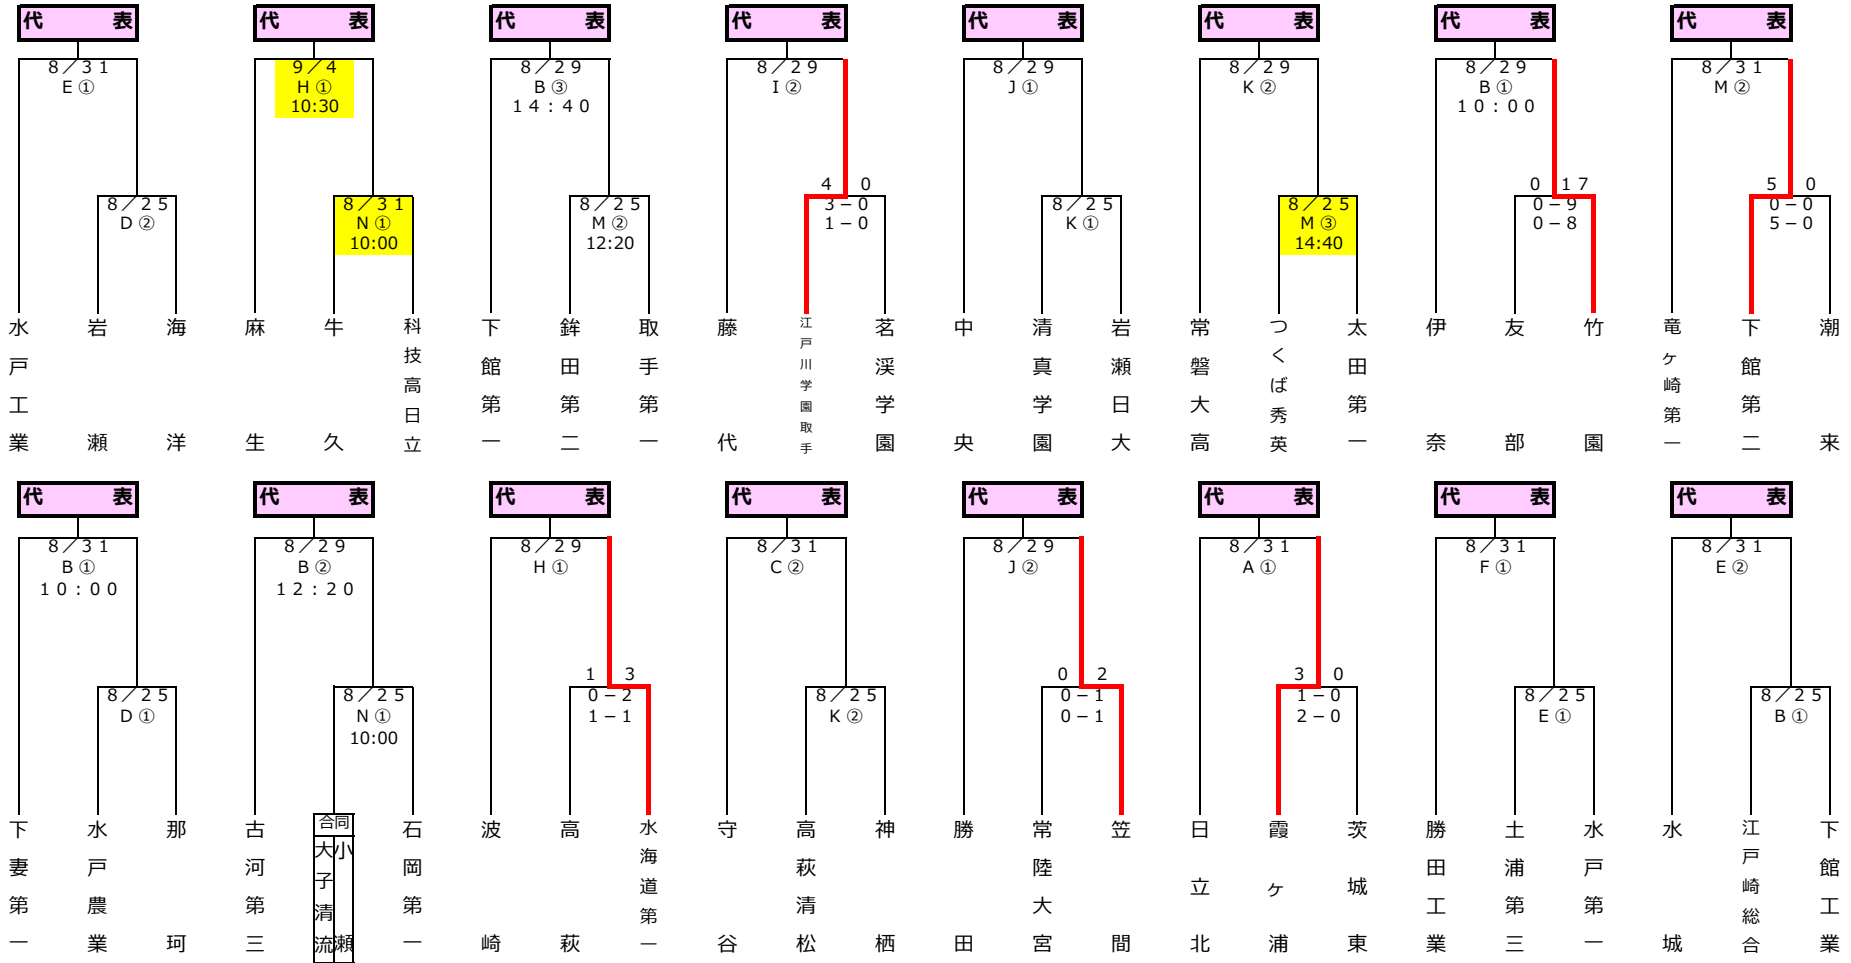 代 表 代 表 代 表 代 表 代 表 代 表 代 表 代 表
8/31 9/4 8/29 8/29 8/29 8/29 8/29 8/31
E① H① B③ I② J① K② B① M②
10:30 14:40 10:00
4 0 0 17 5 0
8/25 8/31 8/25 3-0 8/25 8/25 0-9 0-0
D② N① M② 1-0 K① M③ 0-8 5-0
10:00 12:20 14:40
水戸工業
岩瀬
海洋
麻生
牛久
科技高日立
下館第一
鉾田第二
取手第一
藤代
江戸川学園取手
茗渓学園
中央
清真学園
岩瀬日大
常磐大高
つくば秀英
太田第一
伊奈
友部
竹園
竜ヶ崎第一
下館第二
潮来
代 表 代 表 代 表 代 表 代 表 代 表 代 表 代 表
8/31 8/29 8/29 8/31 8/29 8/31 8/31 8/31
B① B② H① C② J② A① F① E②
10:00 12:20
1 3 0 2 3 0
8/25 8/25 0-2 8/25 0-1 1-0 8/25 8/25
D① N① 1-1 K② 0-1 2-0 E① B①
10:00
下妻第一
水戸農業
那珂
古河第三
合同
大子清流
小瀬
石岡第一
波崎
高萩
水海道第一
守谷
高萩清松
神栖
勝田
常陸大宮
笠間
日立北
霞ヶ浦
茨城東
勝田工業
土浦第三
水戸第一
水城
江戸崎総合
下館工業